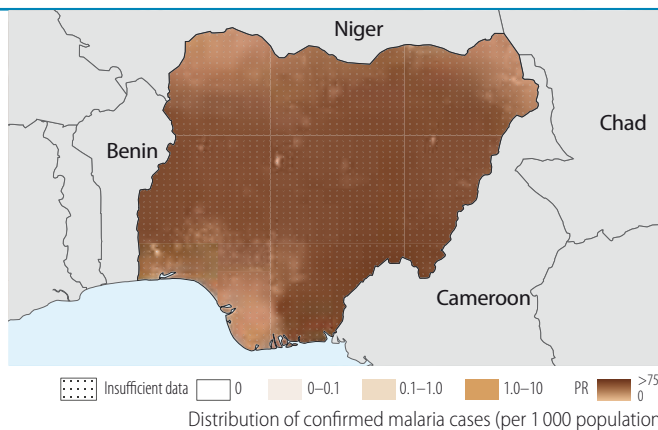 Niger
Chad
Benin
Cameroon
Insufficient data 0 0–0.1 0.1–1.0 1.0–10 PR >75
0
Distribution of confirmed malaria cases (per 1 000 population